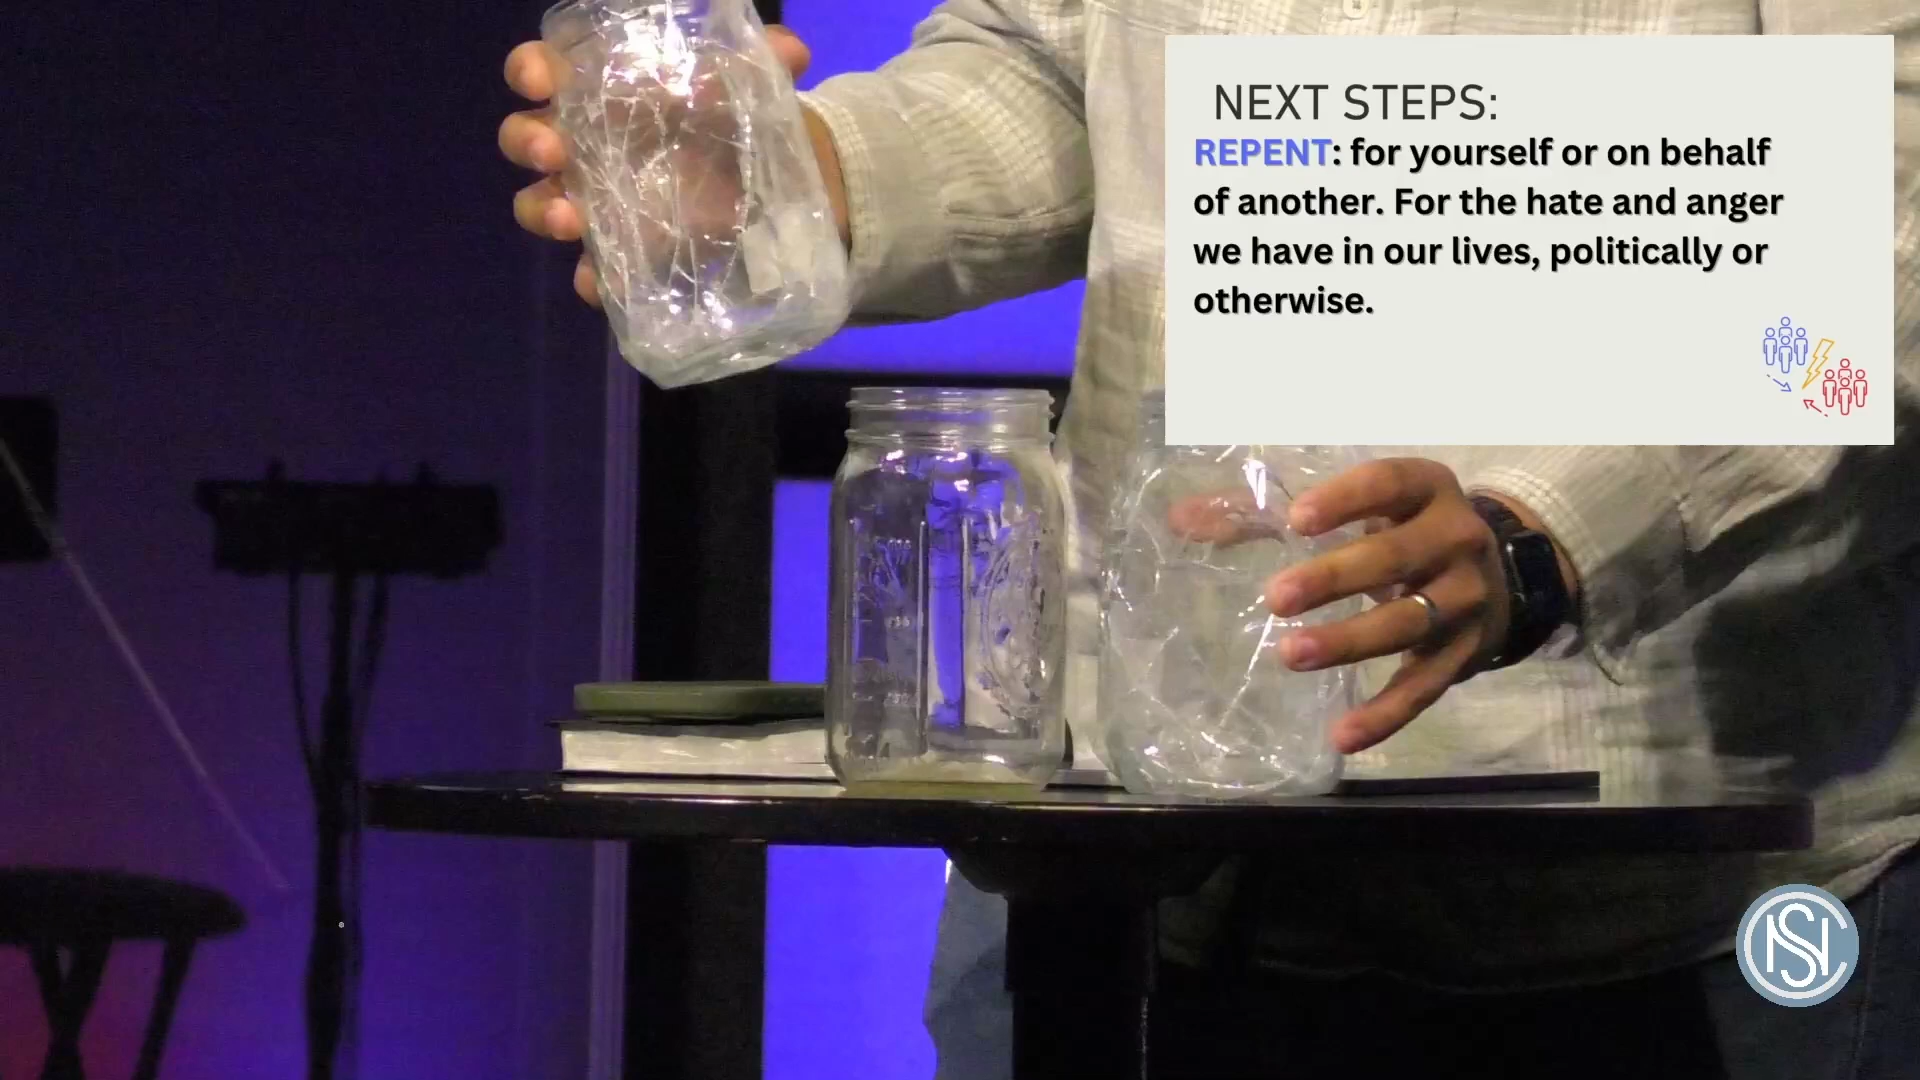 NEXT STEPS:
REPENT: for yourself or on behalf
of another. For the hate and anger
we have in our lives, politically or
otherwise.